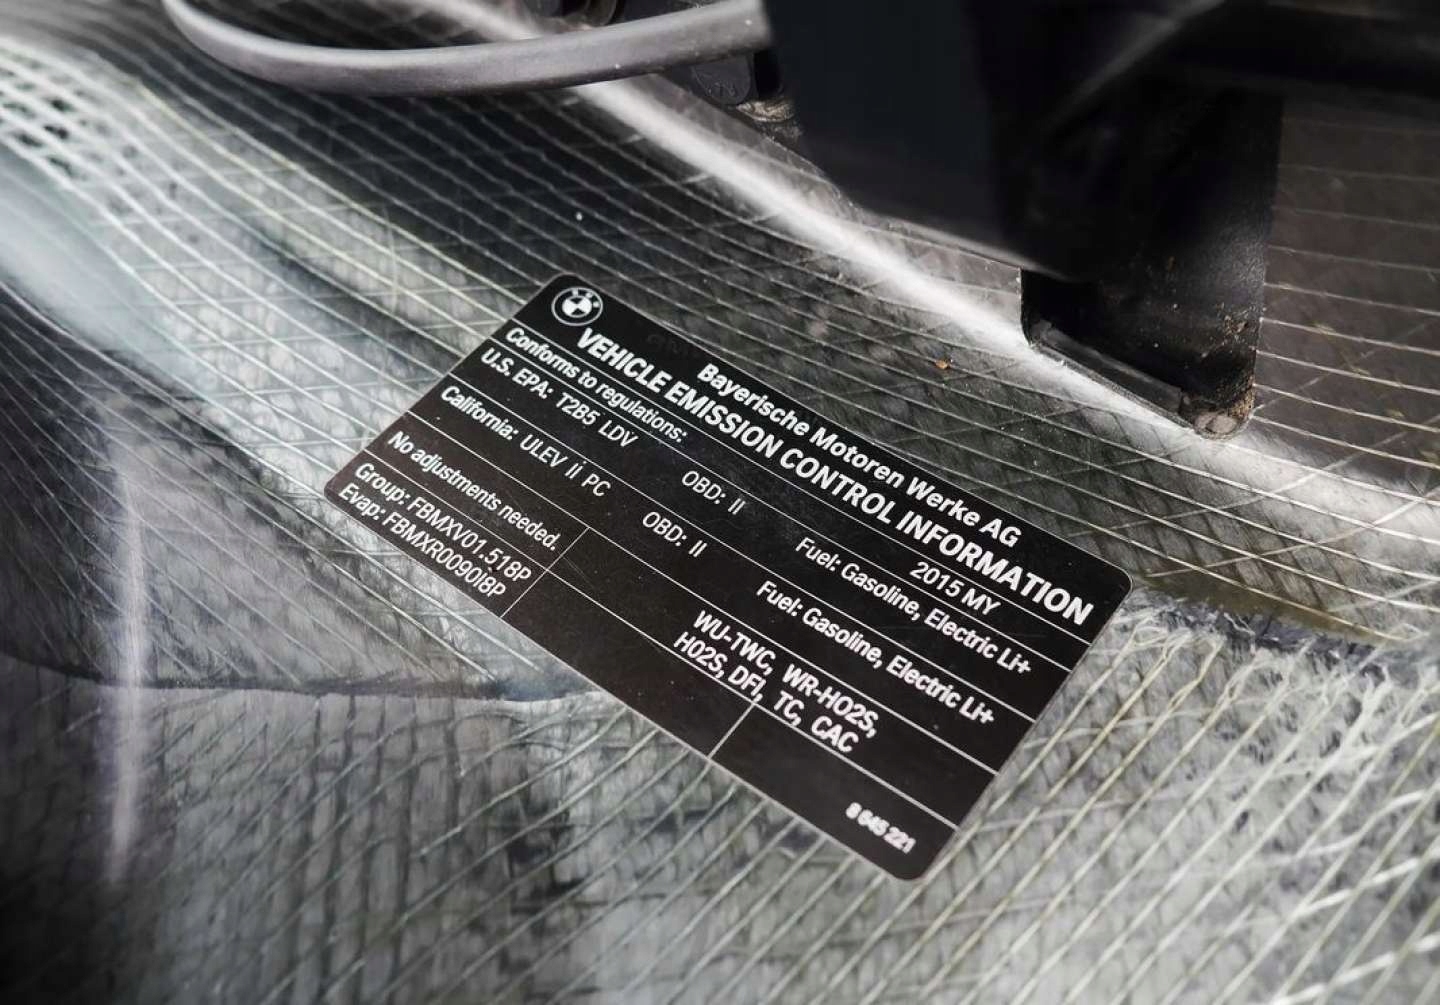 Bayerische Motoren Werke AG
VEHICLE EMISSION CONTROL INFORMATION
Conforms to regulations: 2015 MY
U.S. EPA: T2B5 LDV OBD: II Fuel: Gasoline, Electric Li+
California: ULEV II PC OBD: II Fuel: Gasoline, Electric Li+
No adjustments needed. WU-TWC, WR-HO2S,
HO2S, DFI, TC, CAC
Group: FBMXV01.518P
Evap: FBMXR0090I8P
8 645 221